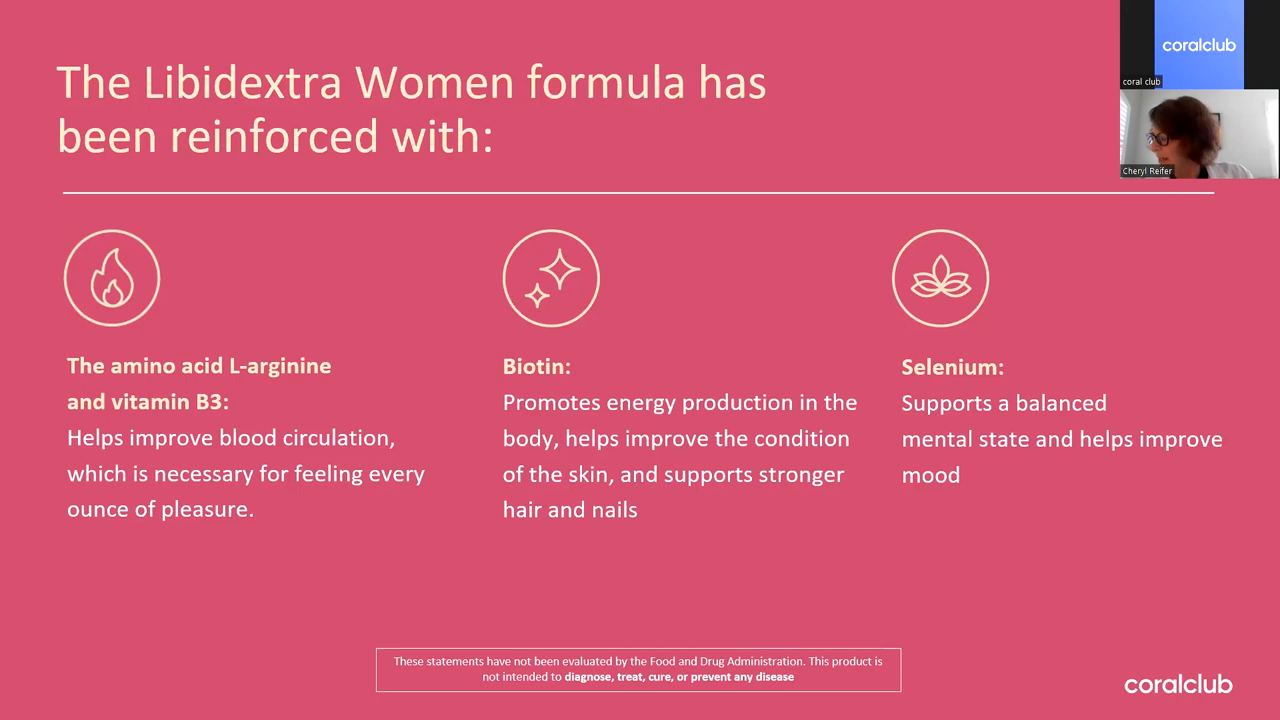 The Libidextra Women formula has
been reinforced with:
coralclub
coral club
Cheryl Reifer
The amino acid L-arginine
and vitamin B3:
Helps improve blood circulation,
which is necessary for feeling every
ounce of pleasure.
Biotin:
Promotes energy production in the
body, helps improve the condition
of the skin, and supports stronger
hair and nails
Selenium:
Supports a balanced
mental state and helps improve
mood
These statements have not been evaluated by the Food and Drug Administration. This product is
not intended to diagnose, treat, cure, or prevent any disease
coralclub